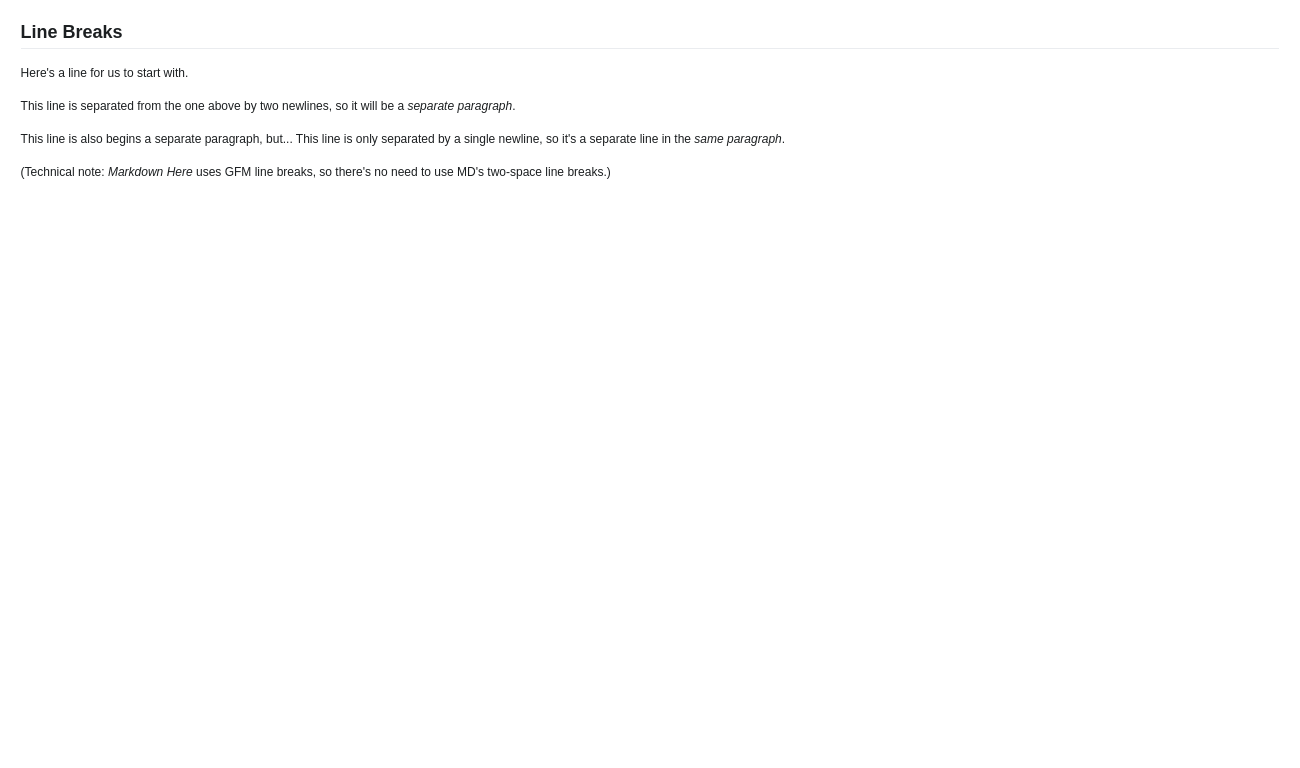 Line Breaks
Here's a line for us to start with.
This line is separated from the one above by two newlines, so it will be a separate paragraph.
This line is also begins a separate paragraph, but... This line is only separated by a single newline, so it's a separate line in the same paragraph.
(Technical note: Markdown Here uses GFM line breaks, so there's no need to use MD's two-space line breaks.)